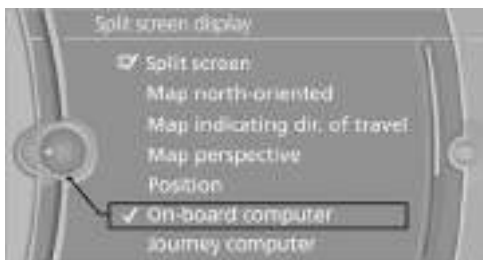 Split screen display
Split screen
Map north-oriented
Map indicating dir. of travel
Map perspective
Position
On-board computer
Journey computer